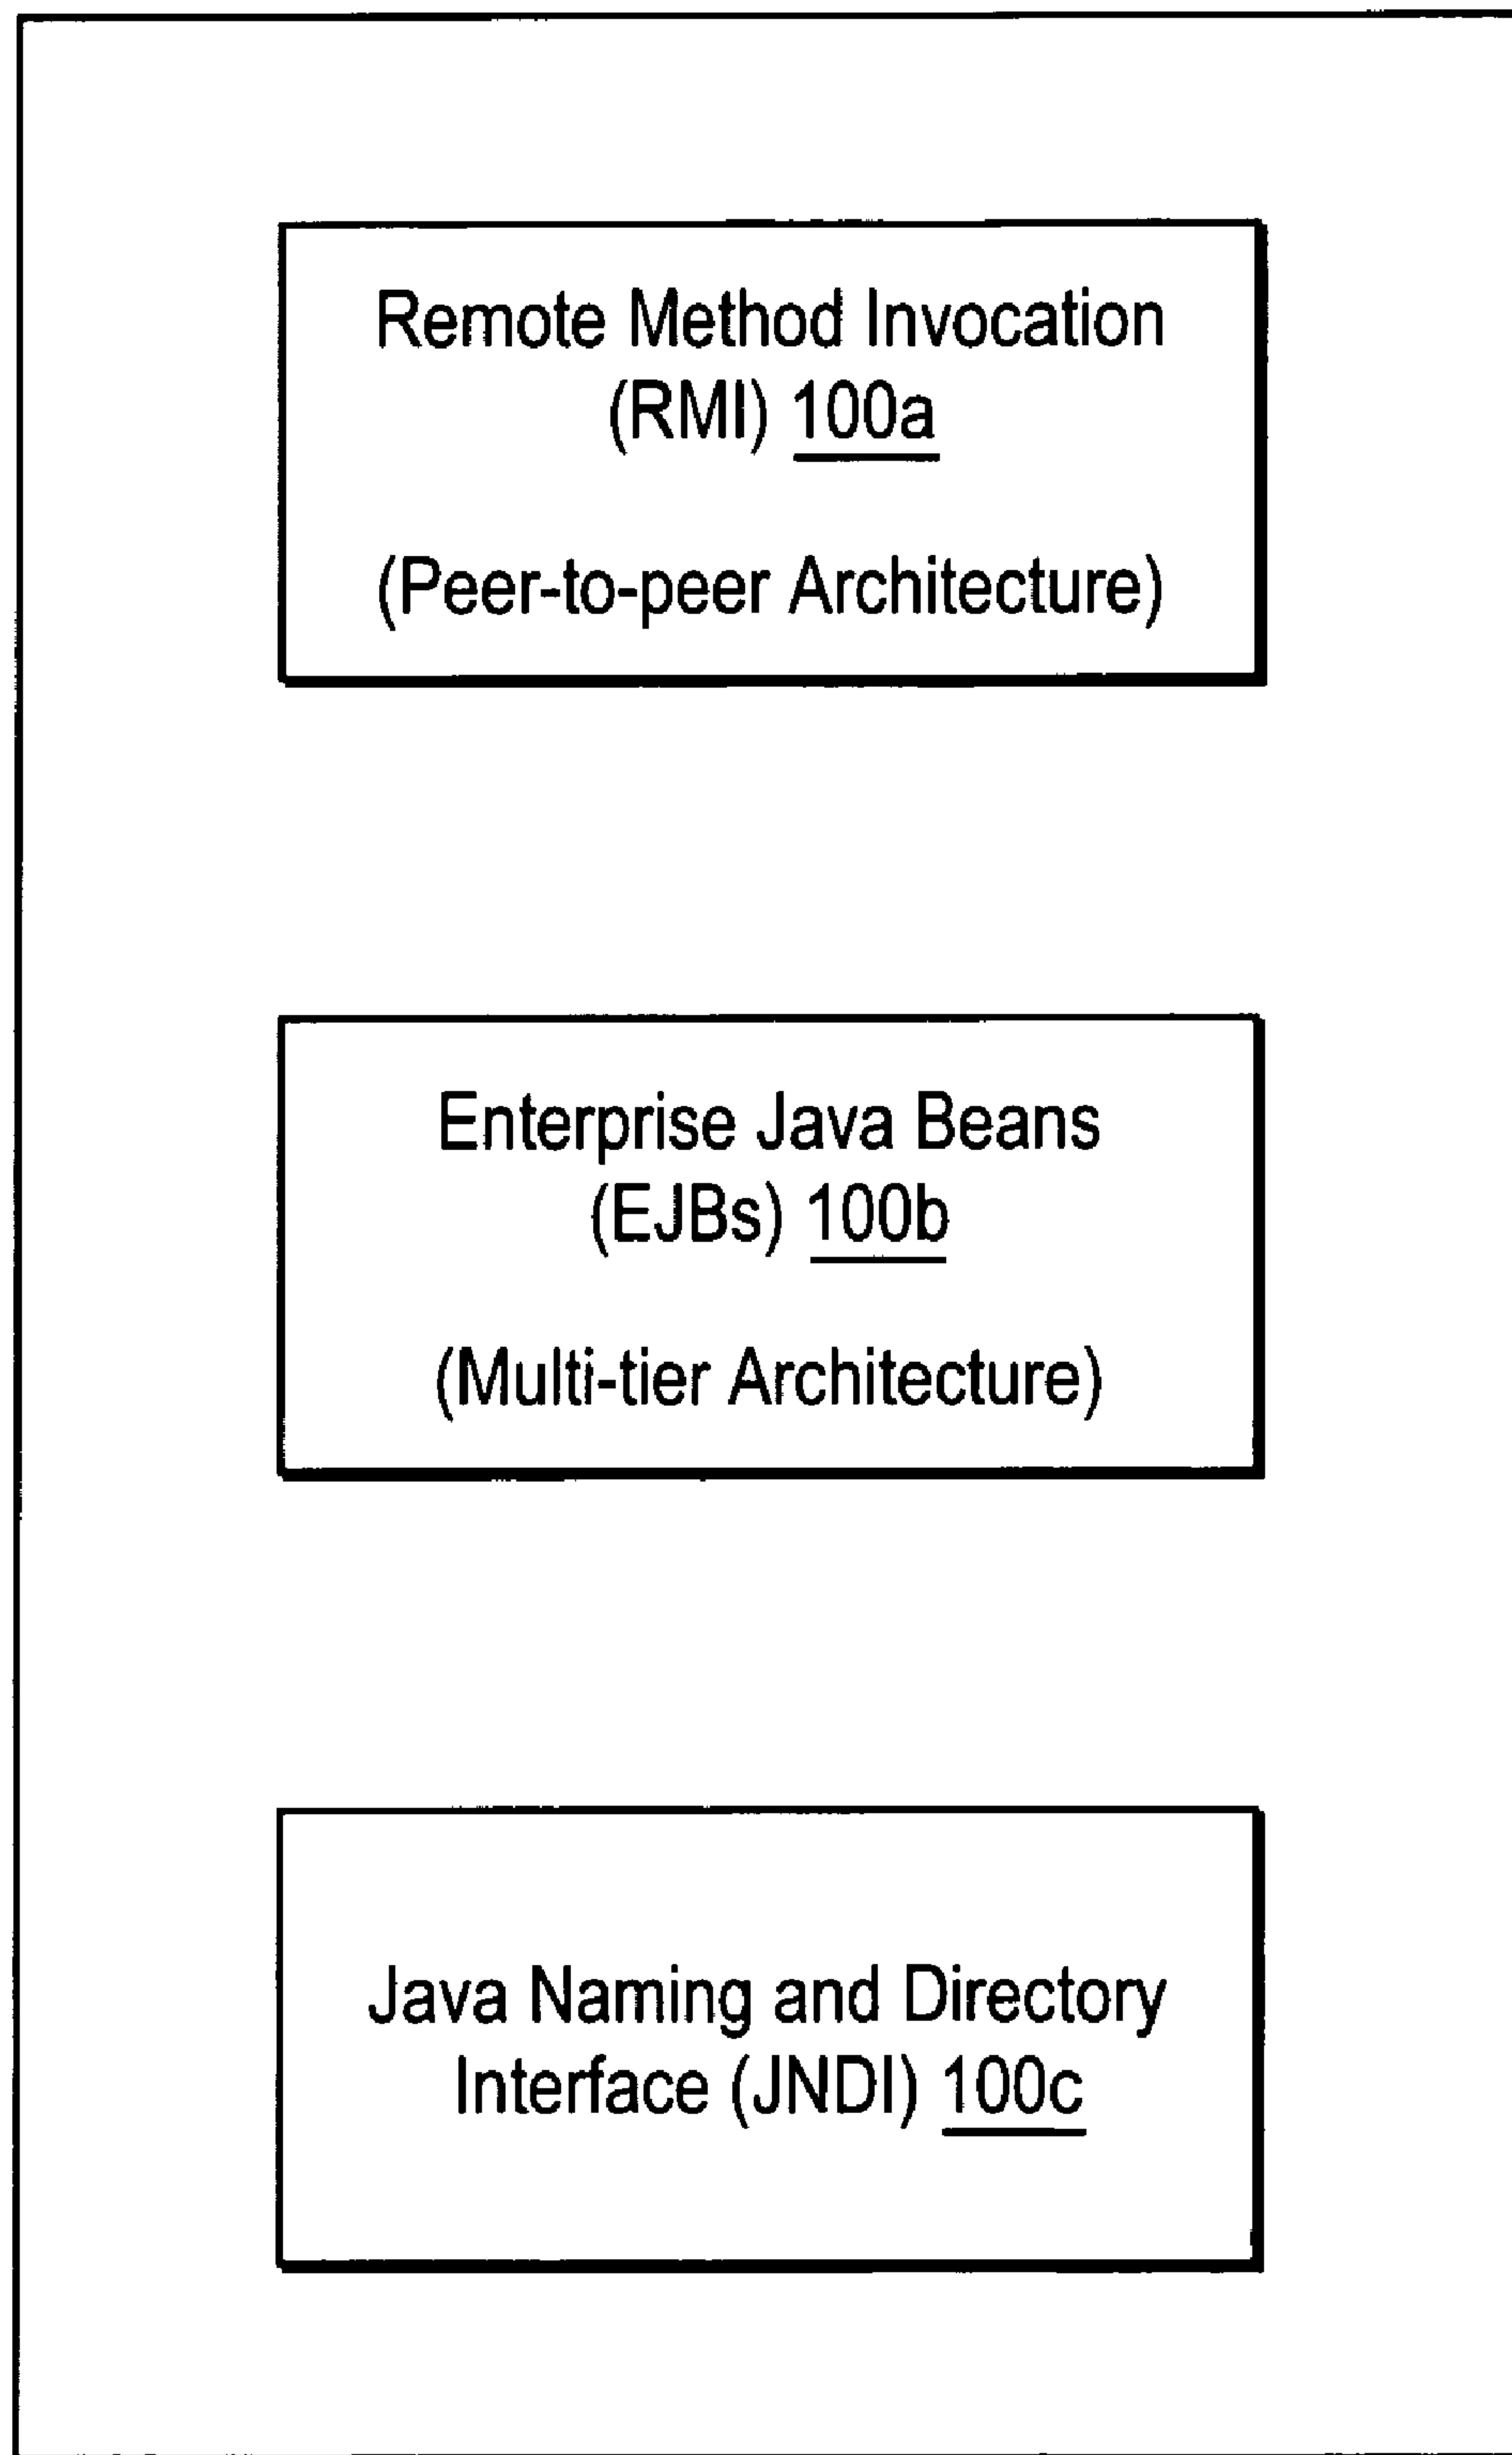 Remote Method Invocation
(RMI) 100a
(Peer-to-peer Architecture)
Enterprise Java Beans
(EJBs) 100b
(Multi-tier Architecture)
Java Naming and Directory
Interface (JNDI) 100c